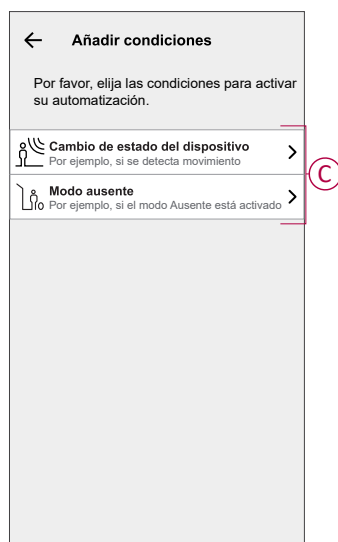 Añadir condiciones
Por favor, elija las condiciones para activar
su automatización.
Cambio de estado del dispositivo
Por ejemplo, si se detecta movimiento
C
Modo ausente
Por ejemplo, si el modo Ausente está activado